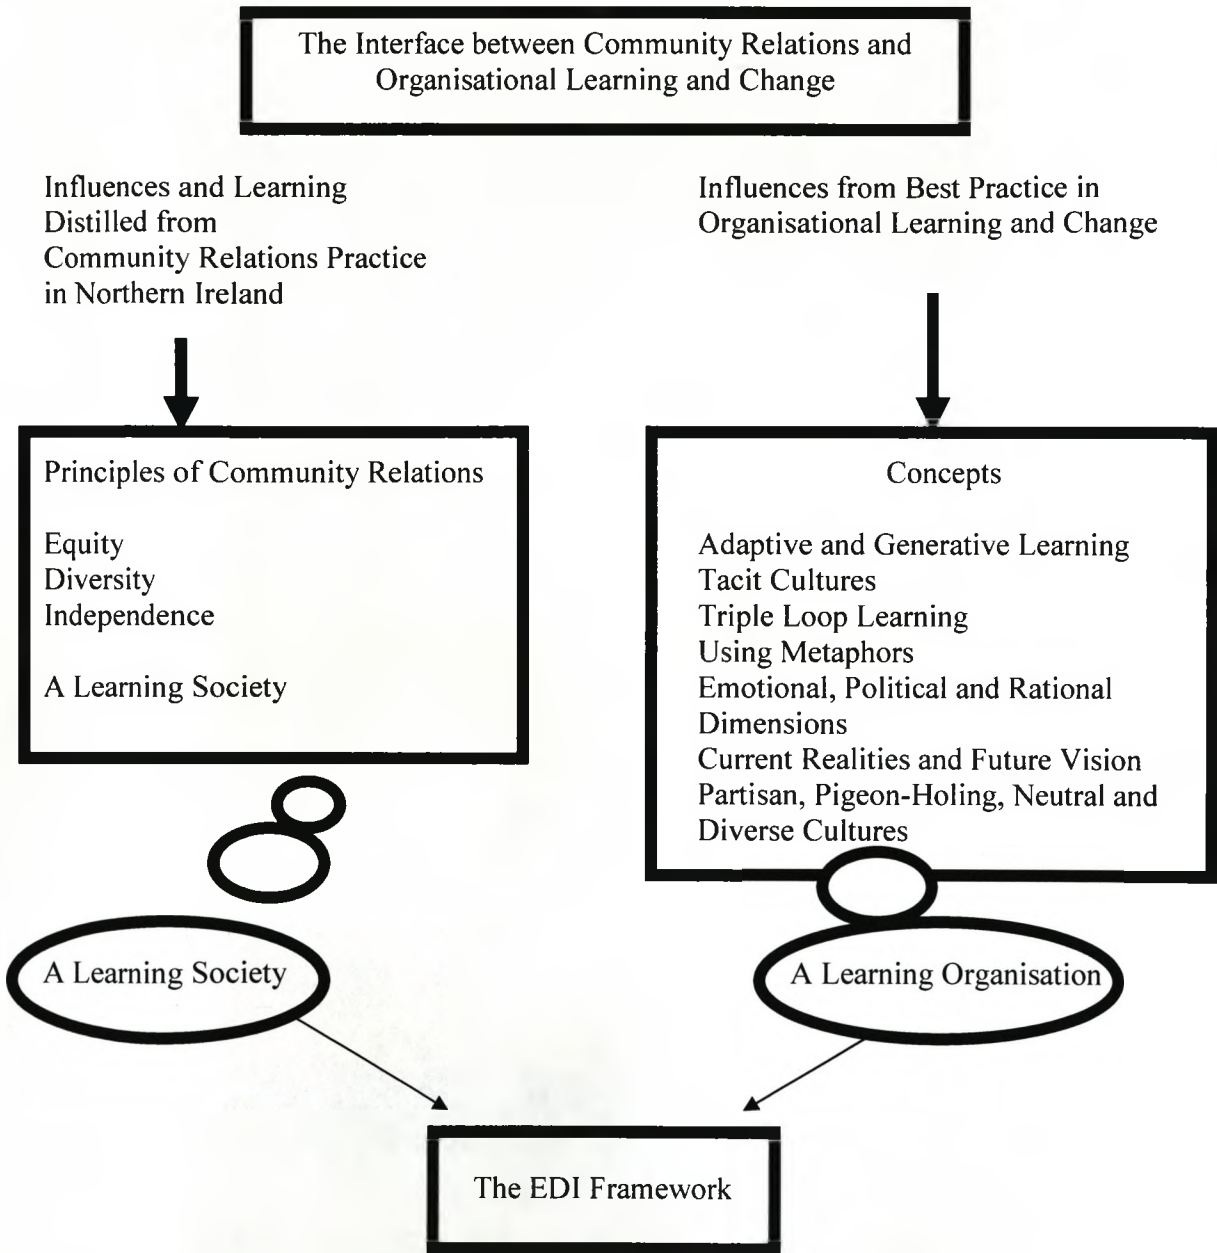 The Interface between Community Relations and
Organisational Learning and Change
Influences and Learning
Distilled from
Community Relations Practice
in Northern Ireland
Influences from Best Practice in
Organisational Learning and Change
Principles of Community Relations
Equity
Diversity
Independence
A Learning Society
Concepts
Adaptive and Generative Learning
Tacit Cultures
Triple Loop Learning
Using Metaphors
Emotional, Political and Rational
Dimensions
Current Realities and Future Vision
Partisan, Pigeon-Holing, Neutral and
Diverse Cultures
A Learning Society
A Learning Organisation
The EDI Framework